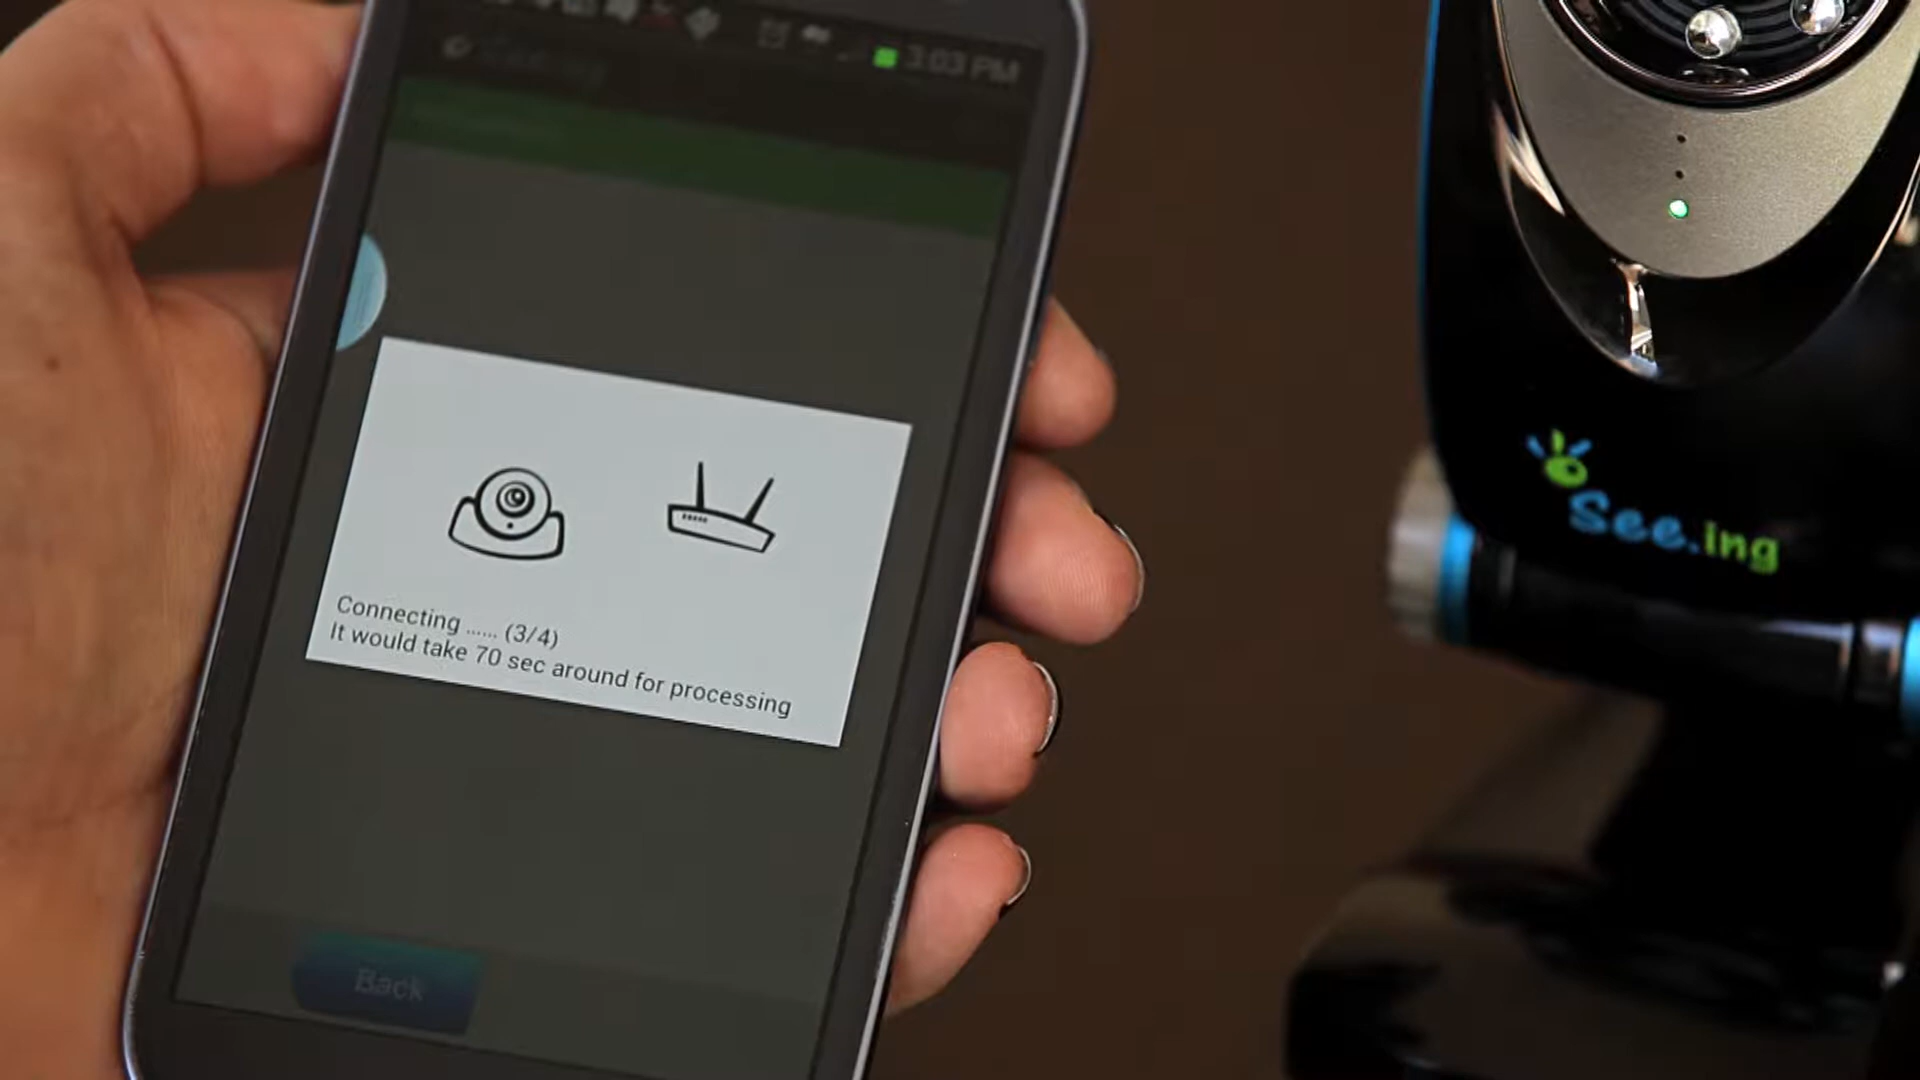 3:03 PM
Connecting ...... (3/4)
It would take 70 sec around for processing
Back
See.ing